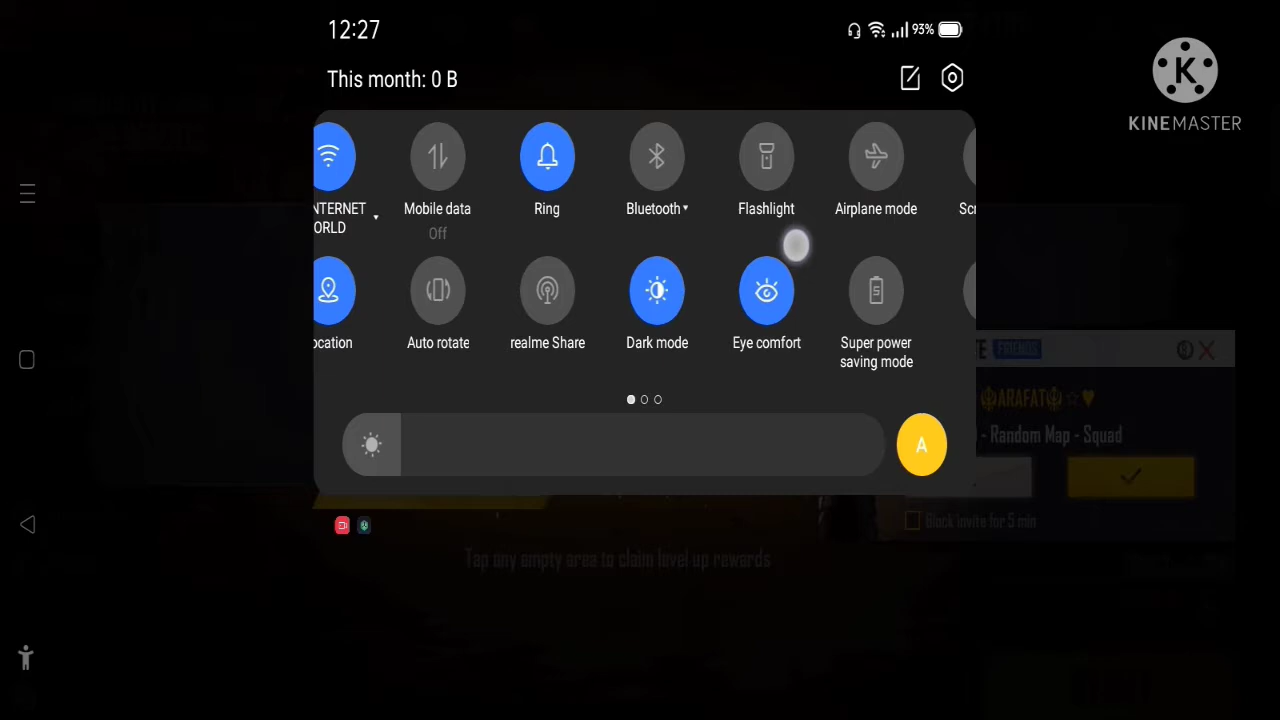 12:27
93%
This month: 0 B
KINEMASTER
NTERNET
ORLD
Mobile data
Off
Ring
Bluetooth
Flashlight
Airplane mode
Scr
ocation
Auto rotate
realme Share
Dark mode
Eye comfort
Super power
saving mode
A
FRIENDS
ARAFAT
- Random Map - Squad
Block invite for 5 min
Tap any empty area to claim level up rewards